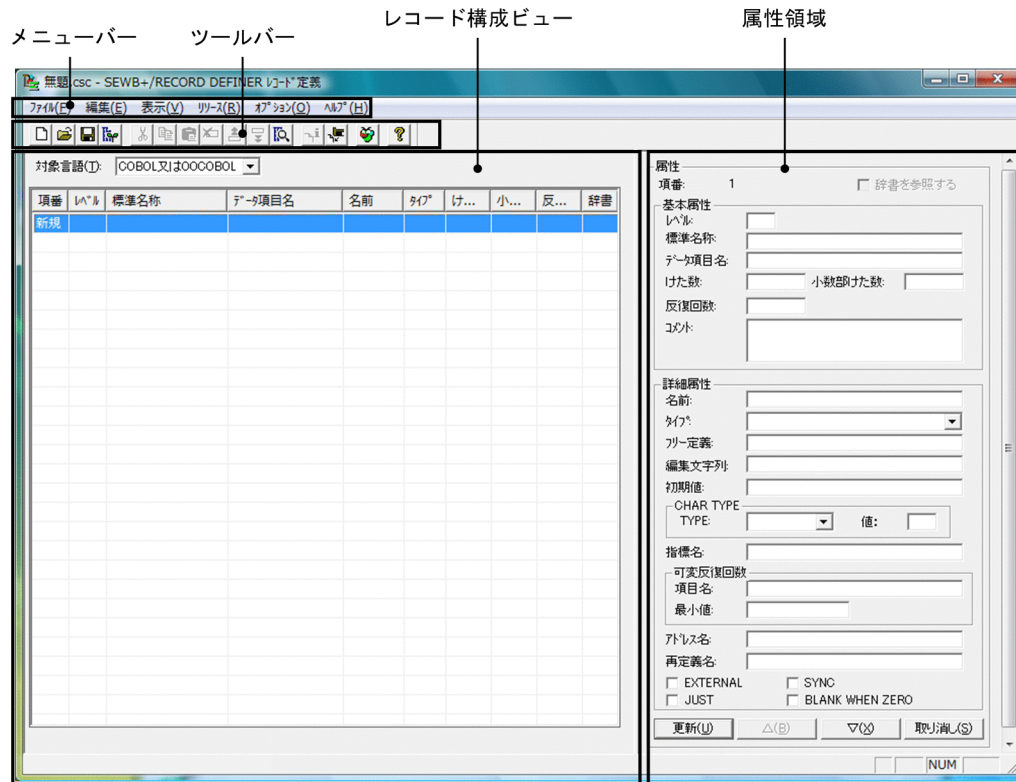 レコード構成ビュー 属性領域
メニューバー ツールバー
無題.csc - SEWB+/RECORD DEFINER ﾚｺｰﾄﾞ定義
ﾌｧｲﾙ(F) 編集(E) 表示(V) ﾘﾘｰｽ(R) ｵﾌﾟｼｮﾝ(O) ﾍﾙﾌﾟ(H)
対象言語(T): COBOL又はOOCOBOL
項番 ﾚﾍﾞﾙ 標準名称 ﾃﾞｰﾀ項目名 名前 ﾀｲﾌﾟ け... 小... 反... 辞書
新規
属性
項番: 1 辞書を参照する
基本属性
ﾚﾍﾞﾙ:
標準名称:
ﾃﾞｰﾀ項目名:
けた数: 小数部けた数:
反復回数:
ｺﾒﾝﾄ:
詳細属性
名前:
ﾀｲﾌﾟ:
ﾌﾘｰ定義:
編集文字列:
初期値:
CHAR TYPE
TYPE: 値:
指標名:
可変反復回数
項目名:
最小値:
ｱﾄﾞﾚｽ名:
再定義名:
EXTERNAL SYNC
JUST BLANK WHEN ZERO
更新(U) △(B) ▽(X) 取り消し(S)
NUM